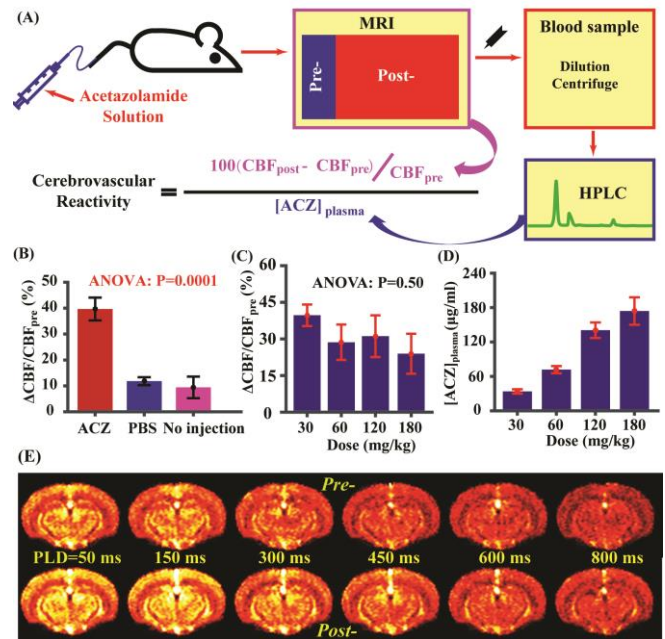 (A)
MRI
Pre-
Post-
Blood sample
Dilution
Centrifuge
Acetazolamide
Solution
Cerebrovascular
Reactivity
=
100(CBFpost- CBFpre)/CBFpre
[ACZ]plasma
HPLC
(B)
ANOVA: P=0.0001
ΔCBF/CBFpre (%)
50
40
30
20
10
0
ACZ PBS No injection
(C)
ANOVA: P=0.50
ΔCBF/CBFpre (%)
60
45
30
15
0
30 60 120 180
Dose (mg/kg)
(D)
[ACZ]plasma(µg/ml)
240
180
120
60
0
30 60 120 180
Dose (mg/kg)
(E)
Pre-
PLD=50 ms 150 ms 300 ms 450 ms 600 ms 800 ms
Post-